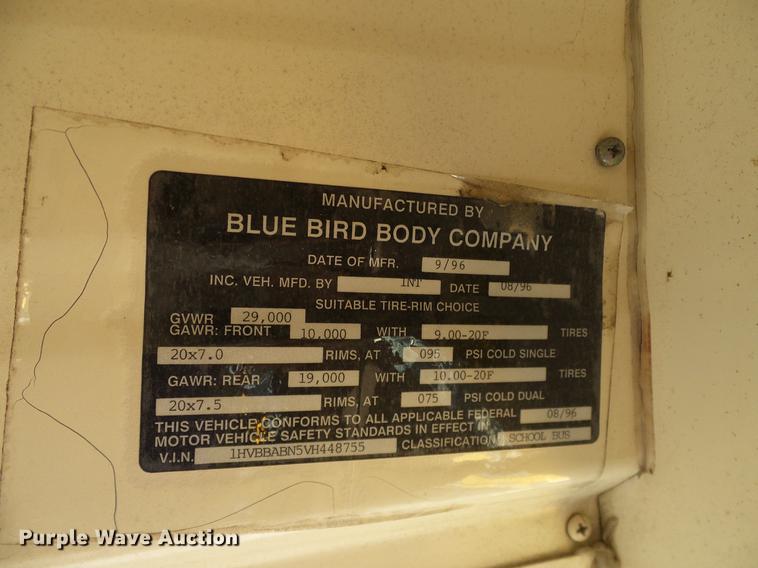 MANUFACTURED BY
BLUE BIRD BODY COMPANY
DATE OF MFR. 9/96
INC. VEH. MFD. BY INT DATE 08/96
SUITABLE TIRE-RIM CHOICE
GVWR 29,000
GAWR: FRONT 10,000 WITH 9.00-20F TIRES
20x7.0 RIMS, AT 095 PSI COLD SINGLE
GAWR: REAR 19,000 WITH 10.00-20F TIRES
20x7.5 RIMS, AT 075 PSI COLD DUAL
THIS VEHICLE CONFORMS TO ALL APPLICABLE FEDERAL 08/96
MOTOR VEHICLE SAFETY STANDARDS IN EFFECT IN
V.I.N. 1HVBBABN5VH448755 CLASSIFICATION SCHOOL BUS
Purple Wave Auction